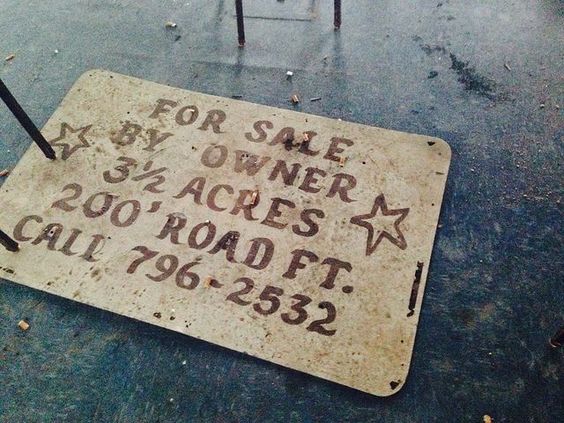 FOR SALE
BY OWNER
3½ ACRES
200' ROAD FT.
CALL 796-2532